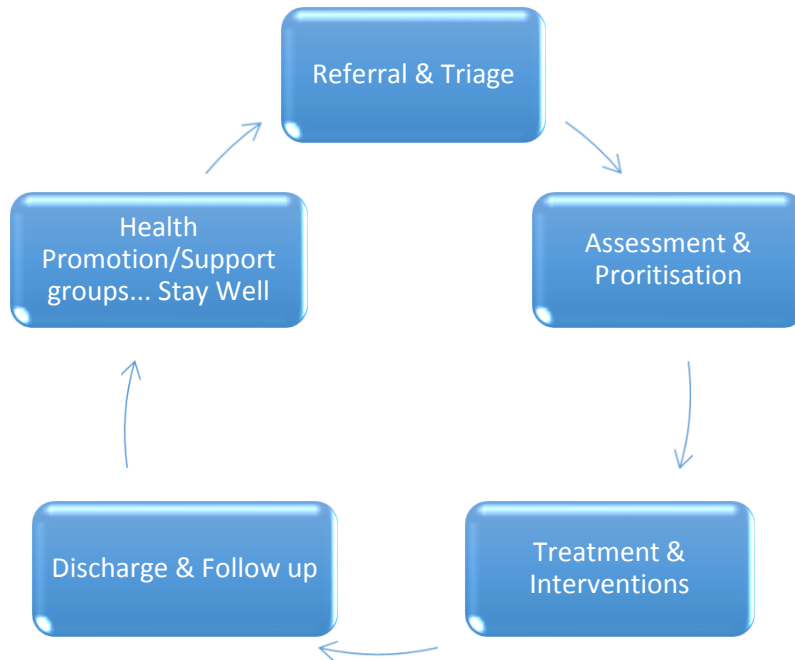 Referral & Triage
Assessment &
Proritisation
Treatment &
Interventions
Discharge & Follow up
Health
Promotion/Support
groups... Stay Well